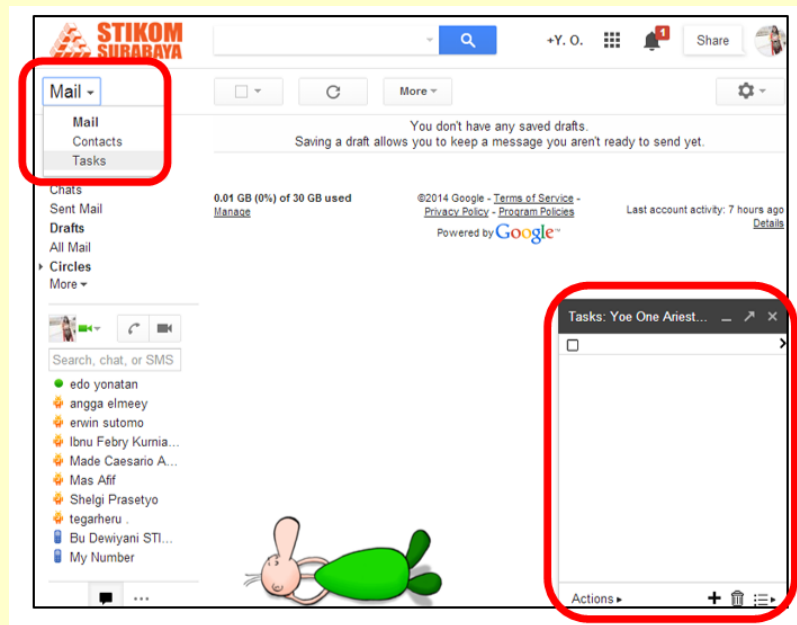 STIKOM
SURABAYA
+Y. O.
1
Share
Mail
More
Mail
Contacts
Tasks
You don't have any saved drafts.
Saving a draft allows you to keep a message you aren't ready to send yet.
Chats
Sent Mail
Drafts
All Mail
Circles
More
0.01 GB (0%) of 30 GB used
Manage
©2014 Google - Terms of Service -
Privacy Policy - Program Policies
Powered by Google™
Last account activity: 7 hours ago
Details
Search, chat, or SMS
edo yonatan
angga elmeey
erwin sutomo
Ibnu Febry Kurnia...
Made Caesario A...
Mas Afif
Shelgi Prasetyo
tegarheru .
Bu Dewiyani STI...
My Number
Tasks: Yoe One Ariest...
Actions